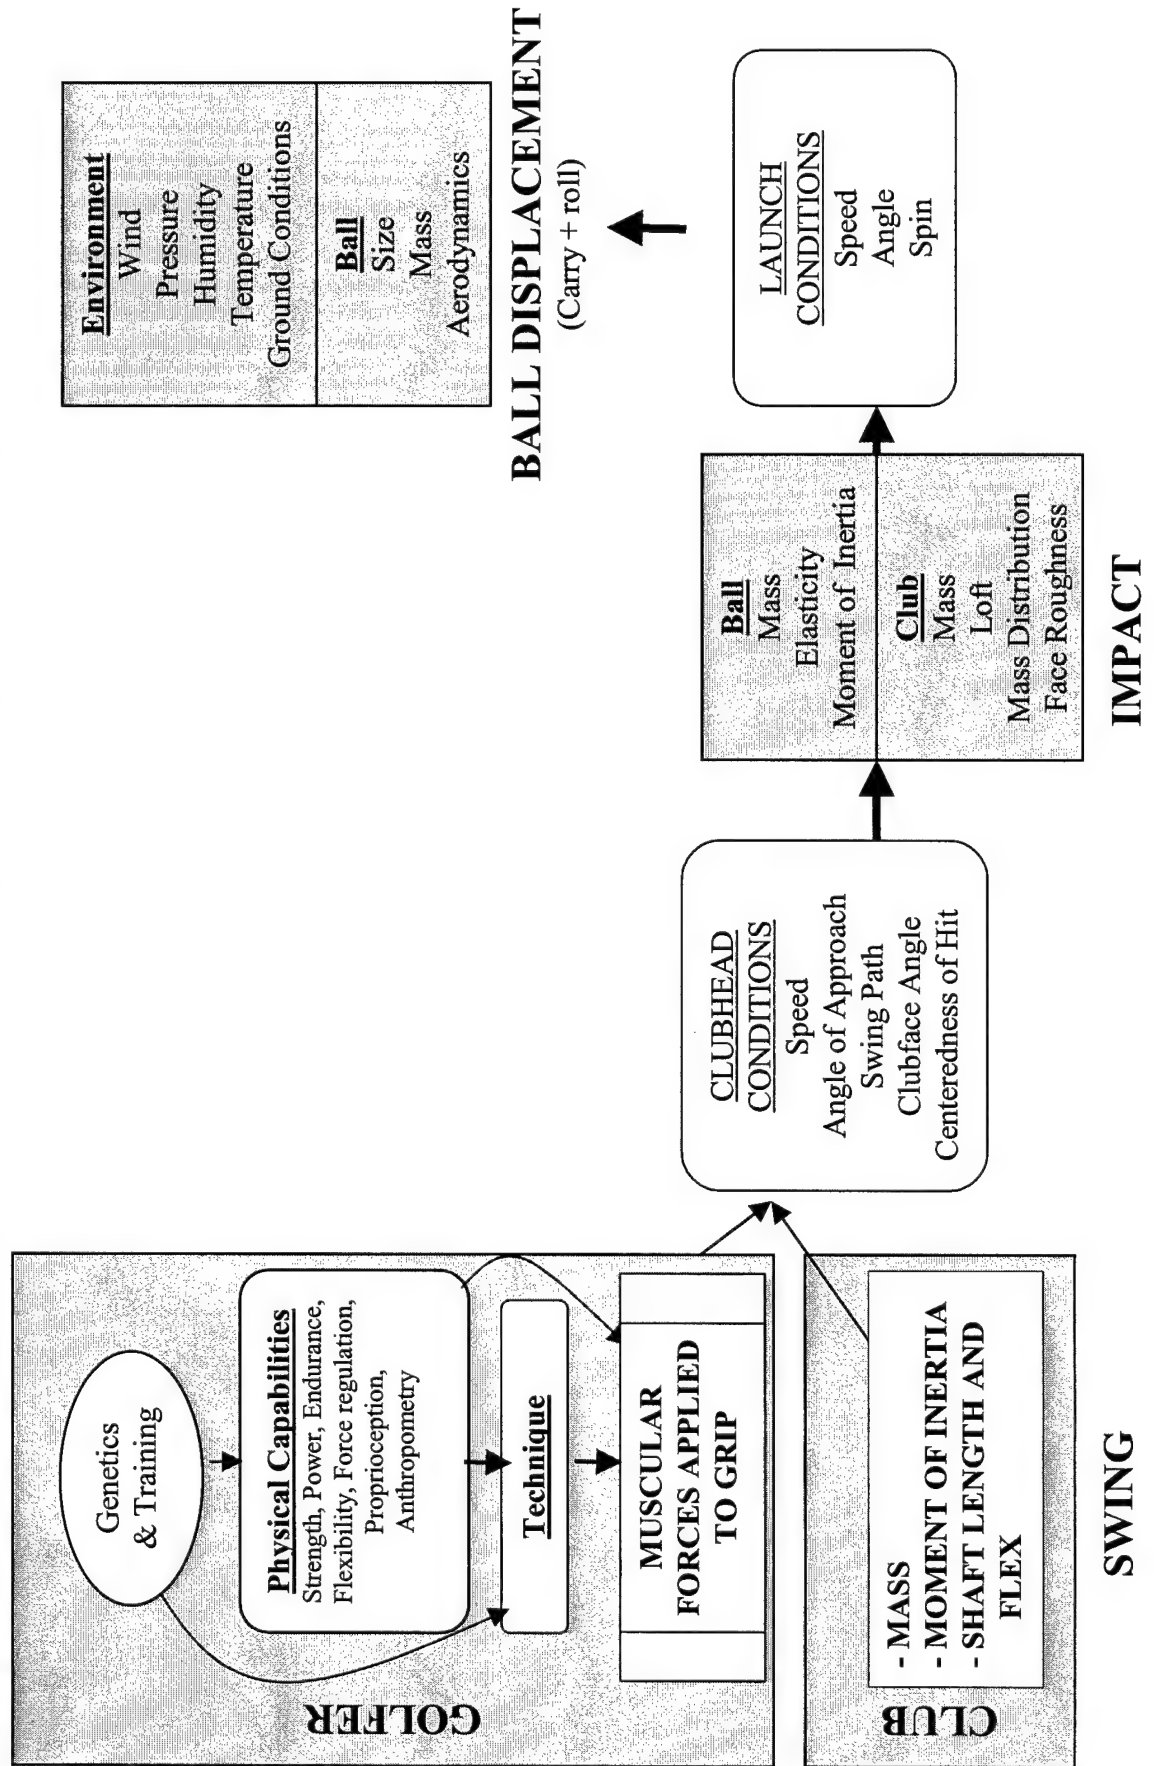 GOLFER
Genetics
& Training
Physical Capabilities
Strength, Power, Endurance,
Flexibility, Force regulation,
Proprioception,
Anthropometry
Technique
MUSCULAR
FORCES APPLIED
TO GRIP
CLUB
- MASS
- MOMENT OF INERTIA
- SHAFT LENGTH AND
FLEX
SWING
CLUBHEAD
CONDITIONS
Speed
Angle of Approach
Swing Path
Clubface Angle
Centeredness of Hit
Ball
Mass
Elasticity
Moment of Inertia
Club
Mass
Loft
Mass Distribution
Face Roughness
IMPACT
LAUNCH
CONDITIONS
Speed
Angle
Spin
Environment
Wind
Pressure
Humidity
Temperature
Ground Conditions
Ball
Size
Mass
Aerodynamics
BALL DISPLACEMENT
(Carry + roll)